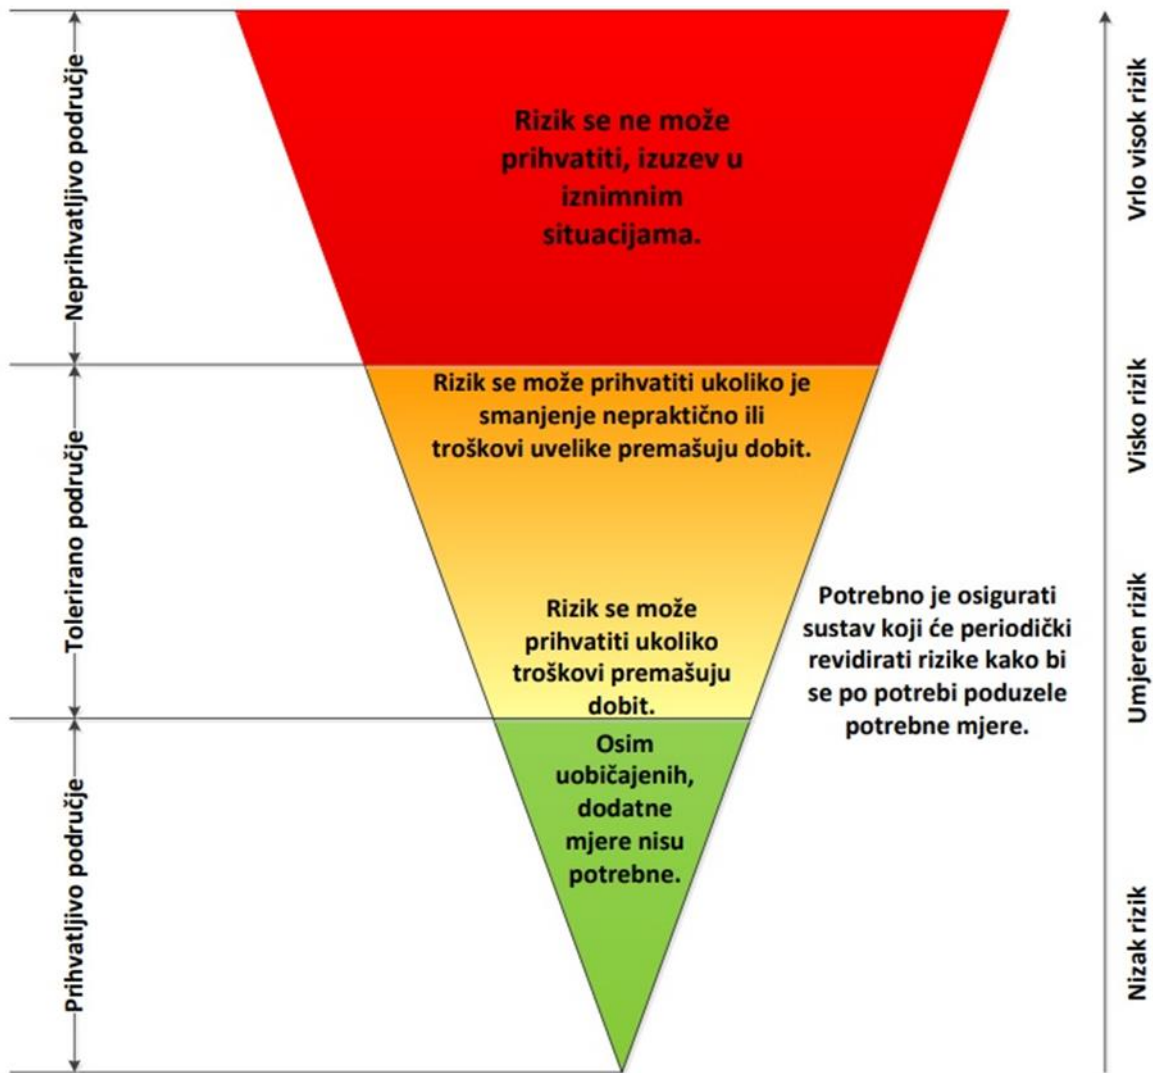 Neprihvatljivo područje
Tolerirano područje
Prihvatljivo područje
Rizik se ne može
prihvatiti, izuzev u
iznimnim
situacijama.
Rizik se može prihvatiti ukoliko je
smanjenje nepraktično ili
troškovi uvelike premašuju dobit.
Rizik se može
prihvatiti ukoliko
troškovi premašuju
dobit.
Osim
uobičajenih,
dodatne
mjere nisu
potrebne.
Potrebno je osigurati
sustav koji će periodički
revidirati rizike kako bi
se po potrebi poduzele
potrebne mjere.
Vrlo visok rizik
Visko rizik
Umjeren rizik
Nizak rizik